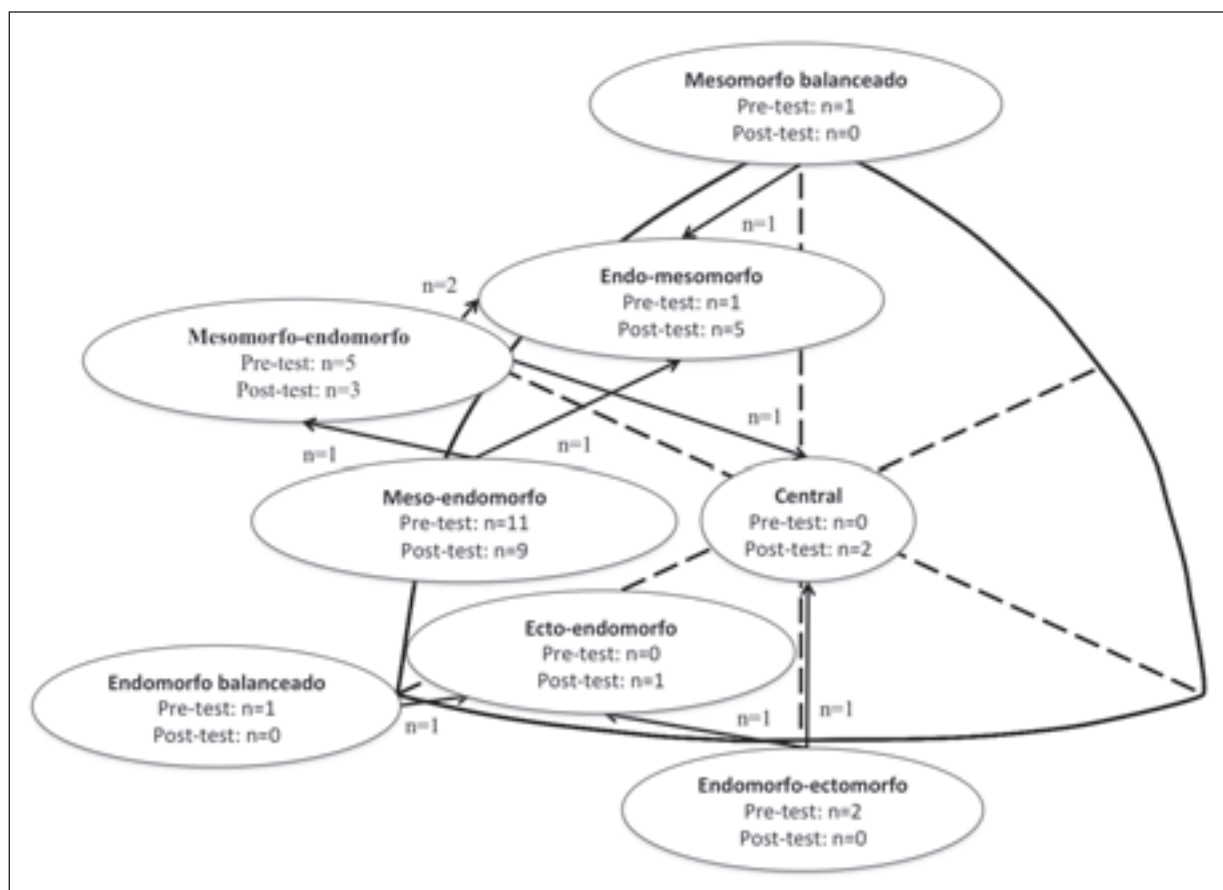 Mesomorfo balanceado
Pre-test: n=1
Post-test: n=0
n=1
Endo-mesomorfo
Pre-test: n=1
Post-test: n=5
n=2
Mesomorfo-endomorfo
Pre-test: n=5
Post-test: n=3
n=1
n=1
n=1
Meso-endomorfo
Pre-test: n=11
Post-test: n=9
Central
Pre-test: n=0
Post-test: n=2
Ecto-endomorfo
Pre-test: n=0
Post-test: n=1
Endomorfo balanceado
Pre-test: n=1
Post-test: n=0
n=1
n=1
n=1
Endomorfo-ectomorfo
Pre-test: n=2
Post-test: n=0